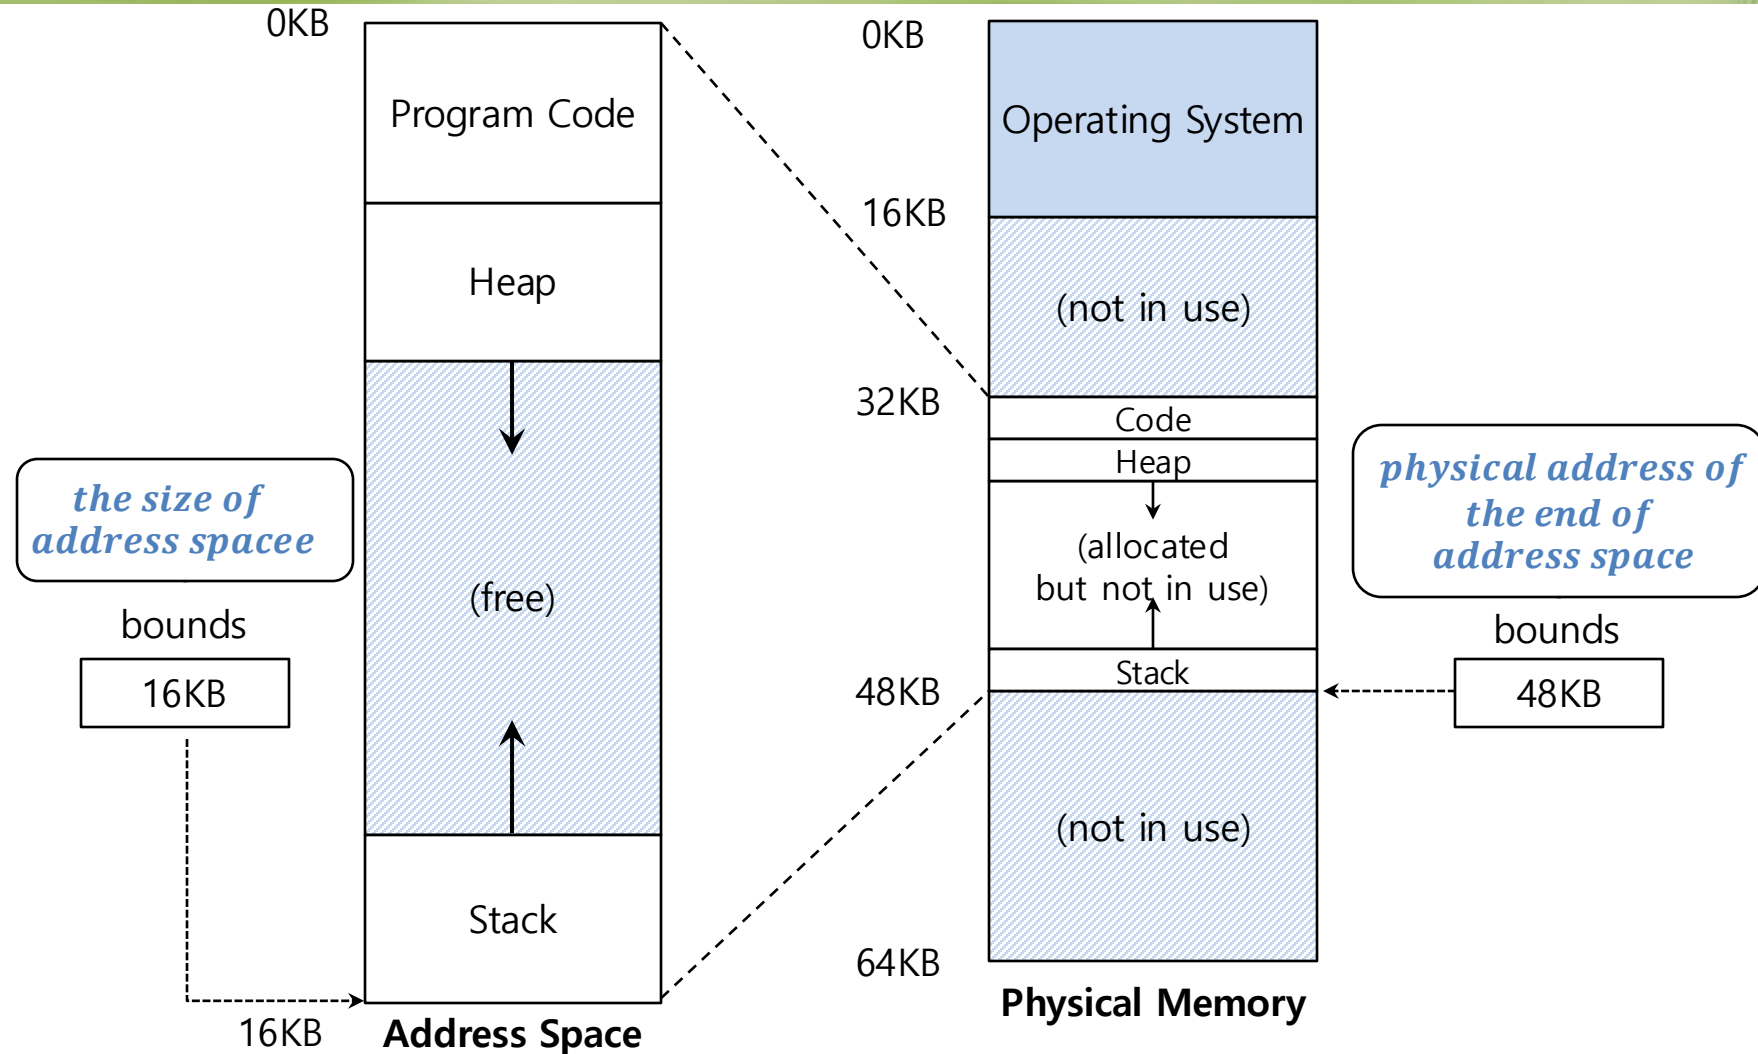 0KB
Program Code
Heap
(free)
Stack
16KB
Address Space
the size of
address spacee
bounds
16KB
0KB
Operating System
16KB
(not in use)
32KB
Code
Heap
(allocated
but not in use)
Stack
48KB
(not in use)
64KB
Physical Memory
physical address of
the end of
address space
bounds
48KB